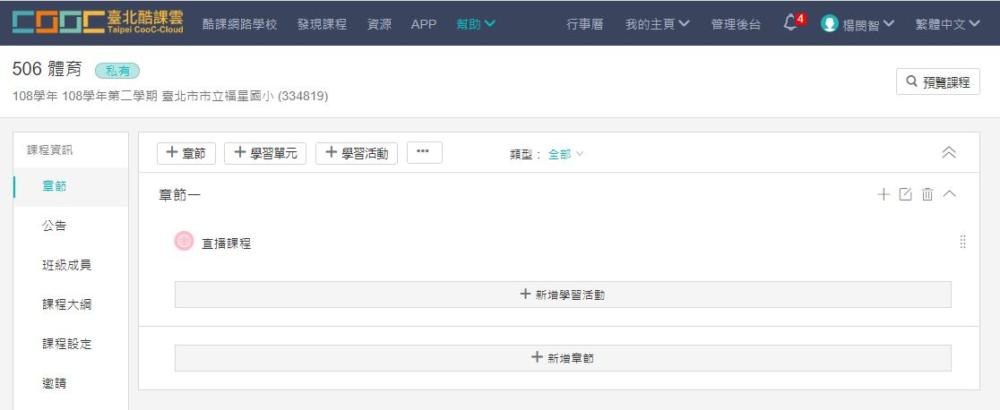 COOC 臺北酷課雲
Taipei CooC-Cloud
酷課網路學校 發現課程 資源 APP 幫助 行事曆 我的主頁 管理後台 4 楊閔智 繁體中文
506 體育 私有
108學年 108學年第二學期 臺北市市立福星國小 (334819)
預覽課程
課程資訊
章節
公告
班級成員
課程大綱
課程設定
邀請
+ 章節 + 學習單元 + 學習活動 ••• 類型： 全部
章節一
直播課程
+ 新增學習活動
+ 新增章節